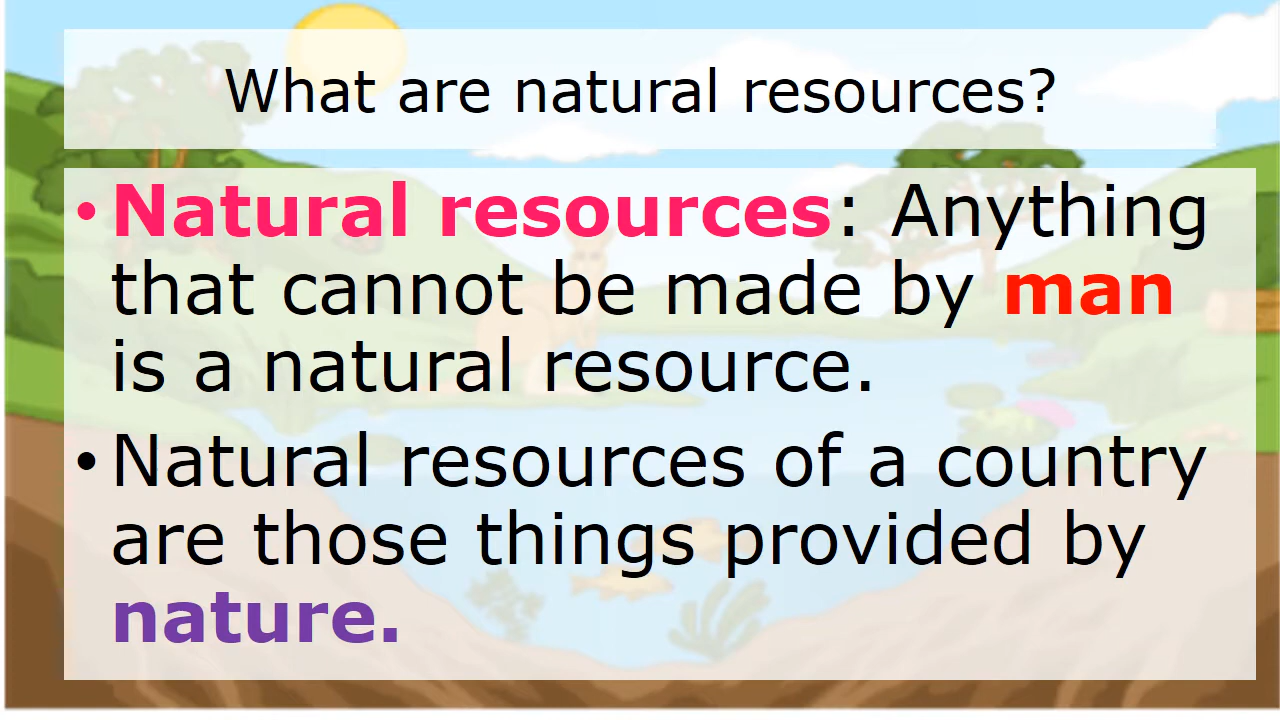 What are natural resources?
• Natural resources: Anything
that cannot be made by man
is a natural resource.
• Natural resources of a country
are those things provided by
nature.